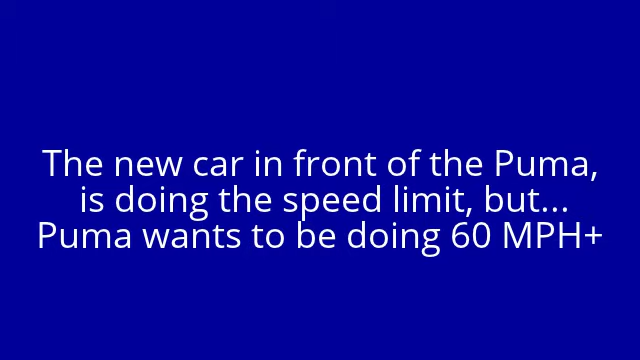 The new car in front of the Puma,
is doing the speed limit, but...
Puma wants to be doing 60 MPH+